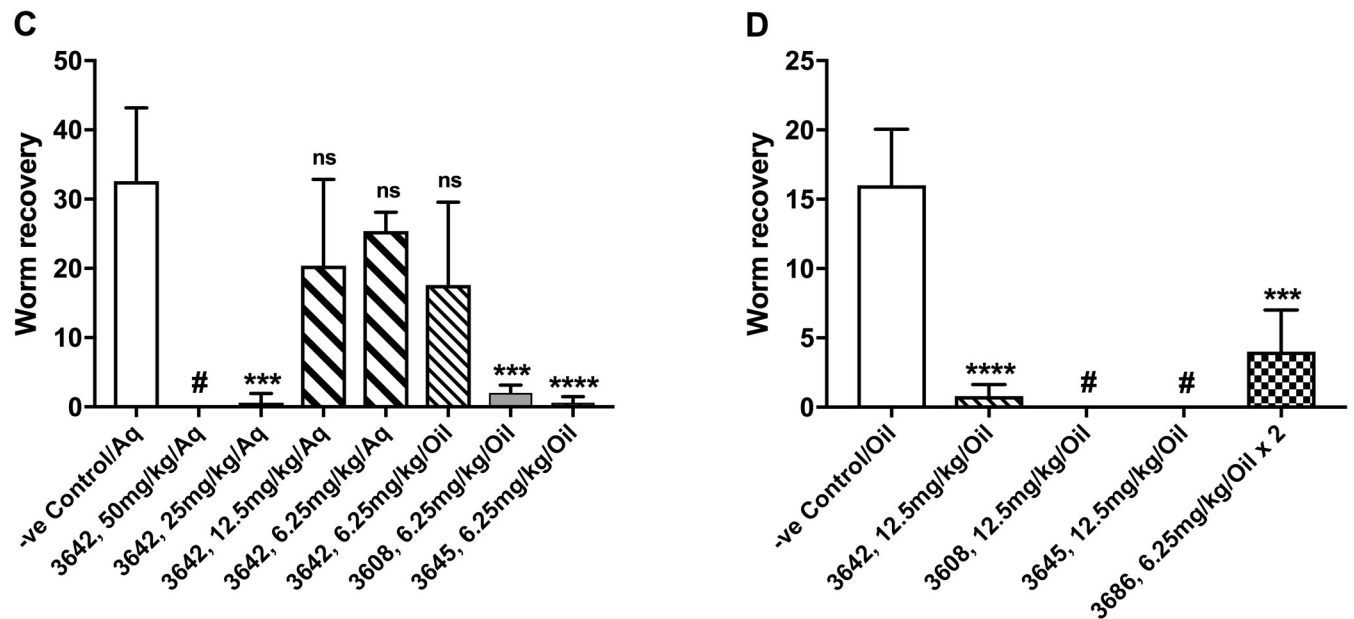 C
Worm recovery
50
40
30
20
10
0
#
***
ns
ns
ns
***
****
-ve Control/Aq
3642, 50mg/kg/Aq
3642, 25mg/kg/Aq
3642, 12.5mg/kg/Aq
3642, 6.25mg/kg/Aq
3642, 6.25mg/kg/Oil
3608, 6.25mg/kg/Oil
3645, 6.25mg/kg/Oil
D
Worm recovery
25
20
15
10
5
0
****
#
#
***
-ve Control/Oil
3642, 12.5mg/kg/Oil
3608, 12.5mg/kg/Oil
3645, 12.5mg/kg/Oil
3686, 6.25mg/kg/Oil x 2